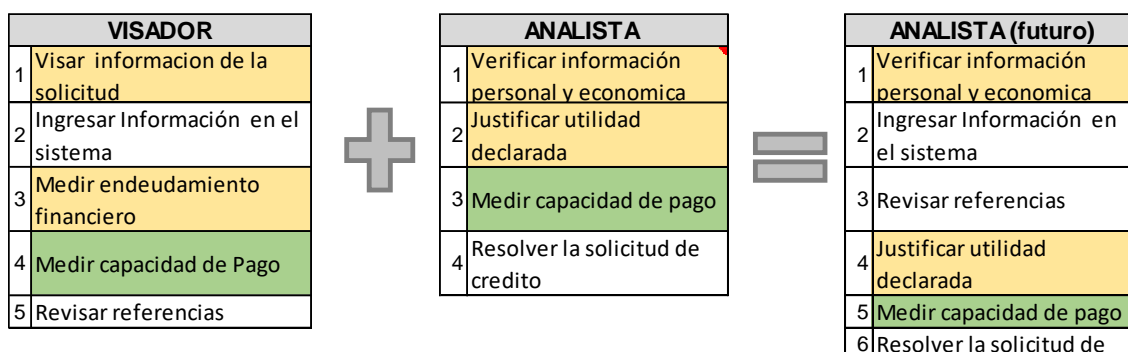 VISADOR
1 Visar informacion de la
solicitud
2 Ingresar Información en el
sistema
3 Medir endeudamiento
financiero
4 Medir capacidad de Pago
5 Revisar referencias
ANALISTA
1 Verificar información
personal y economica
2 Justificar utilidad
declarada
3 Medir capacidad de pago
4 Resolver la solicitud de
credito
ANALISTA (futuro)
1 Verificar información
personal y economica
2 Ingresar Información en
el sistema
3 Revisar referencias
4 Justificar utilidad
declarada
5 Medir capacidad de pago
6 Resolver la solicitud de